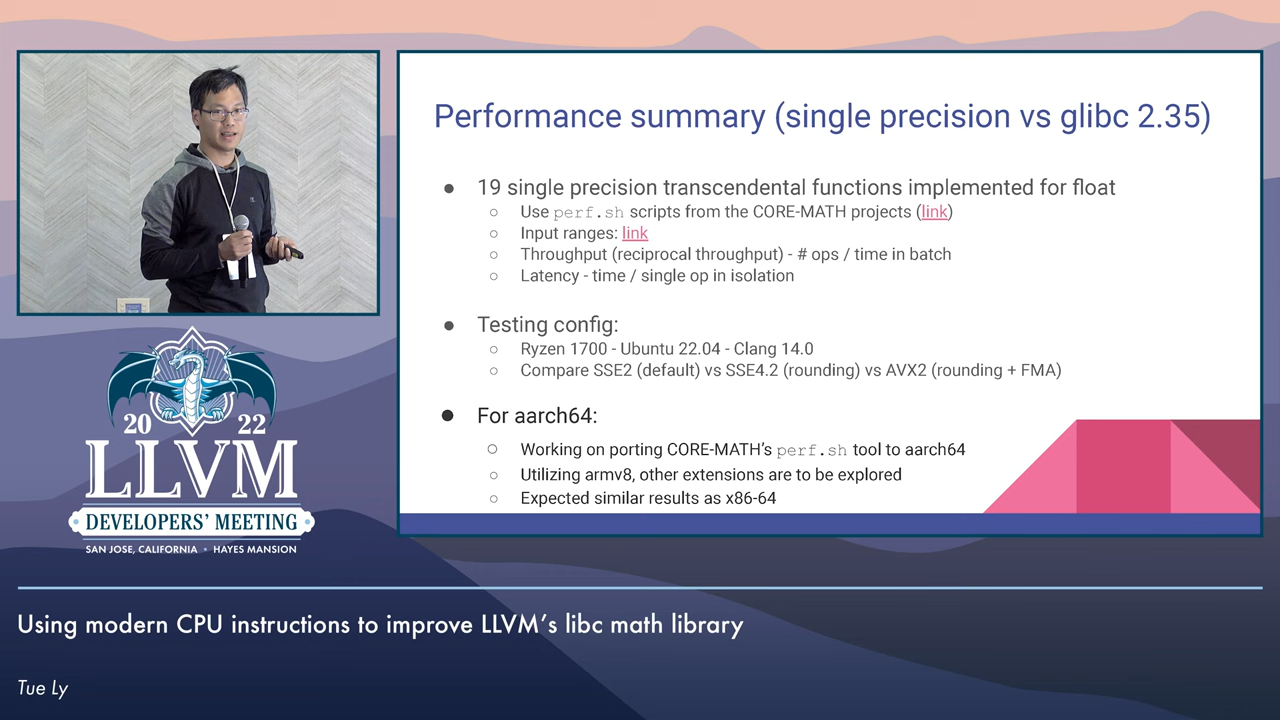 Performance summary (single precision vs glibc 2.35)
● 19 single precision transcendental functions implemented for float
○ Use perf.sh scripts from the CORE-MATH projects (link)
○ Input ranges: link
○ Throughput (reciprocal throughput) - # ops / time in batch
○ Latency - time / single op in isolation
● Testing config:
○ Ryzen 1700 - Ubuntu 22.04 - Clang 14.0
○ Compare SSE2 (default) vs SSE4.2 (rounding) vs AVX2 (rounding + FMA)
● For aarch64:
○ Working on porting CORE-MATH's perf.sh tool to aarch64
○ Utilizing armv8, other extensions are to be explored
○ Expected similar results as x86-64
20 22
LLVM
DEVELOPERS' MEETING
SAN JOSE, CALIFORNIA • HAYES MANSION
Using modern CPU instructions to improve LLVM's libc math library
Tue Ly